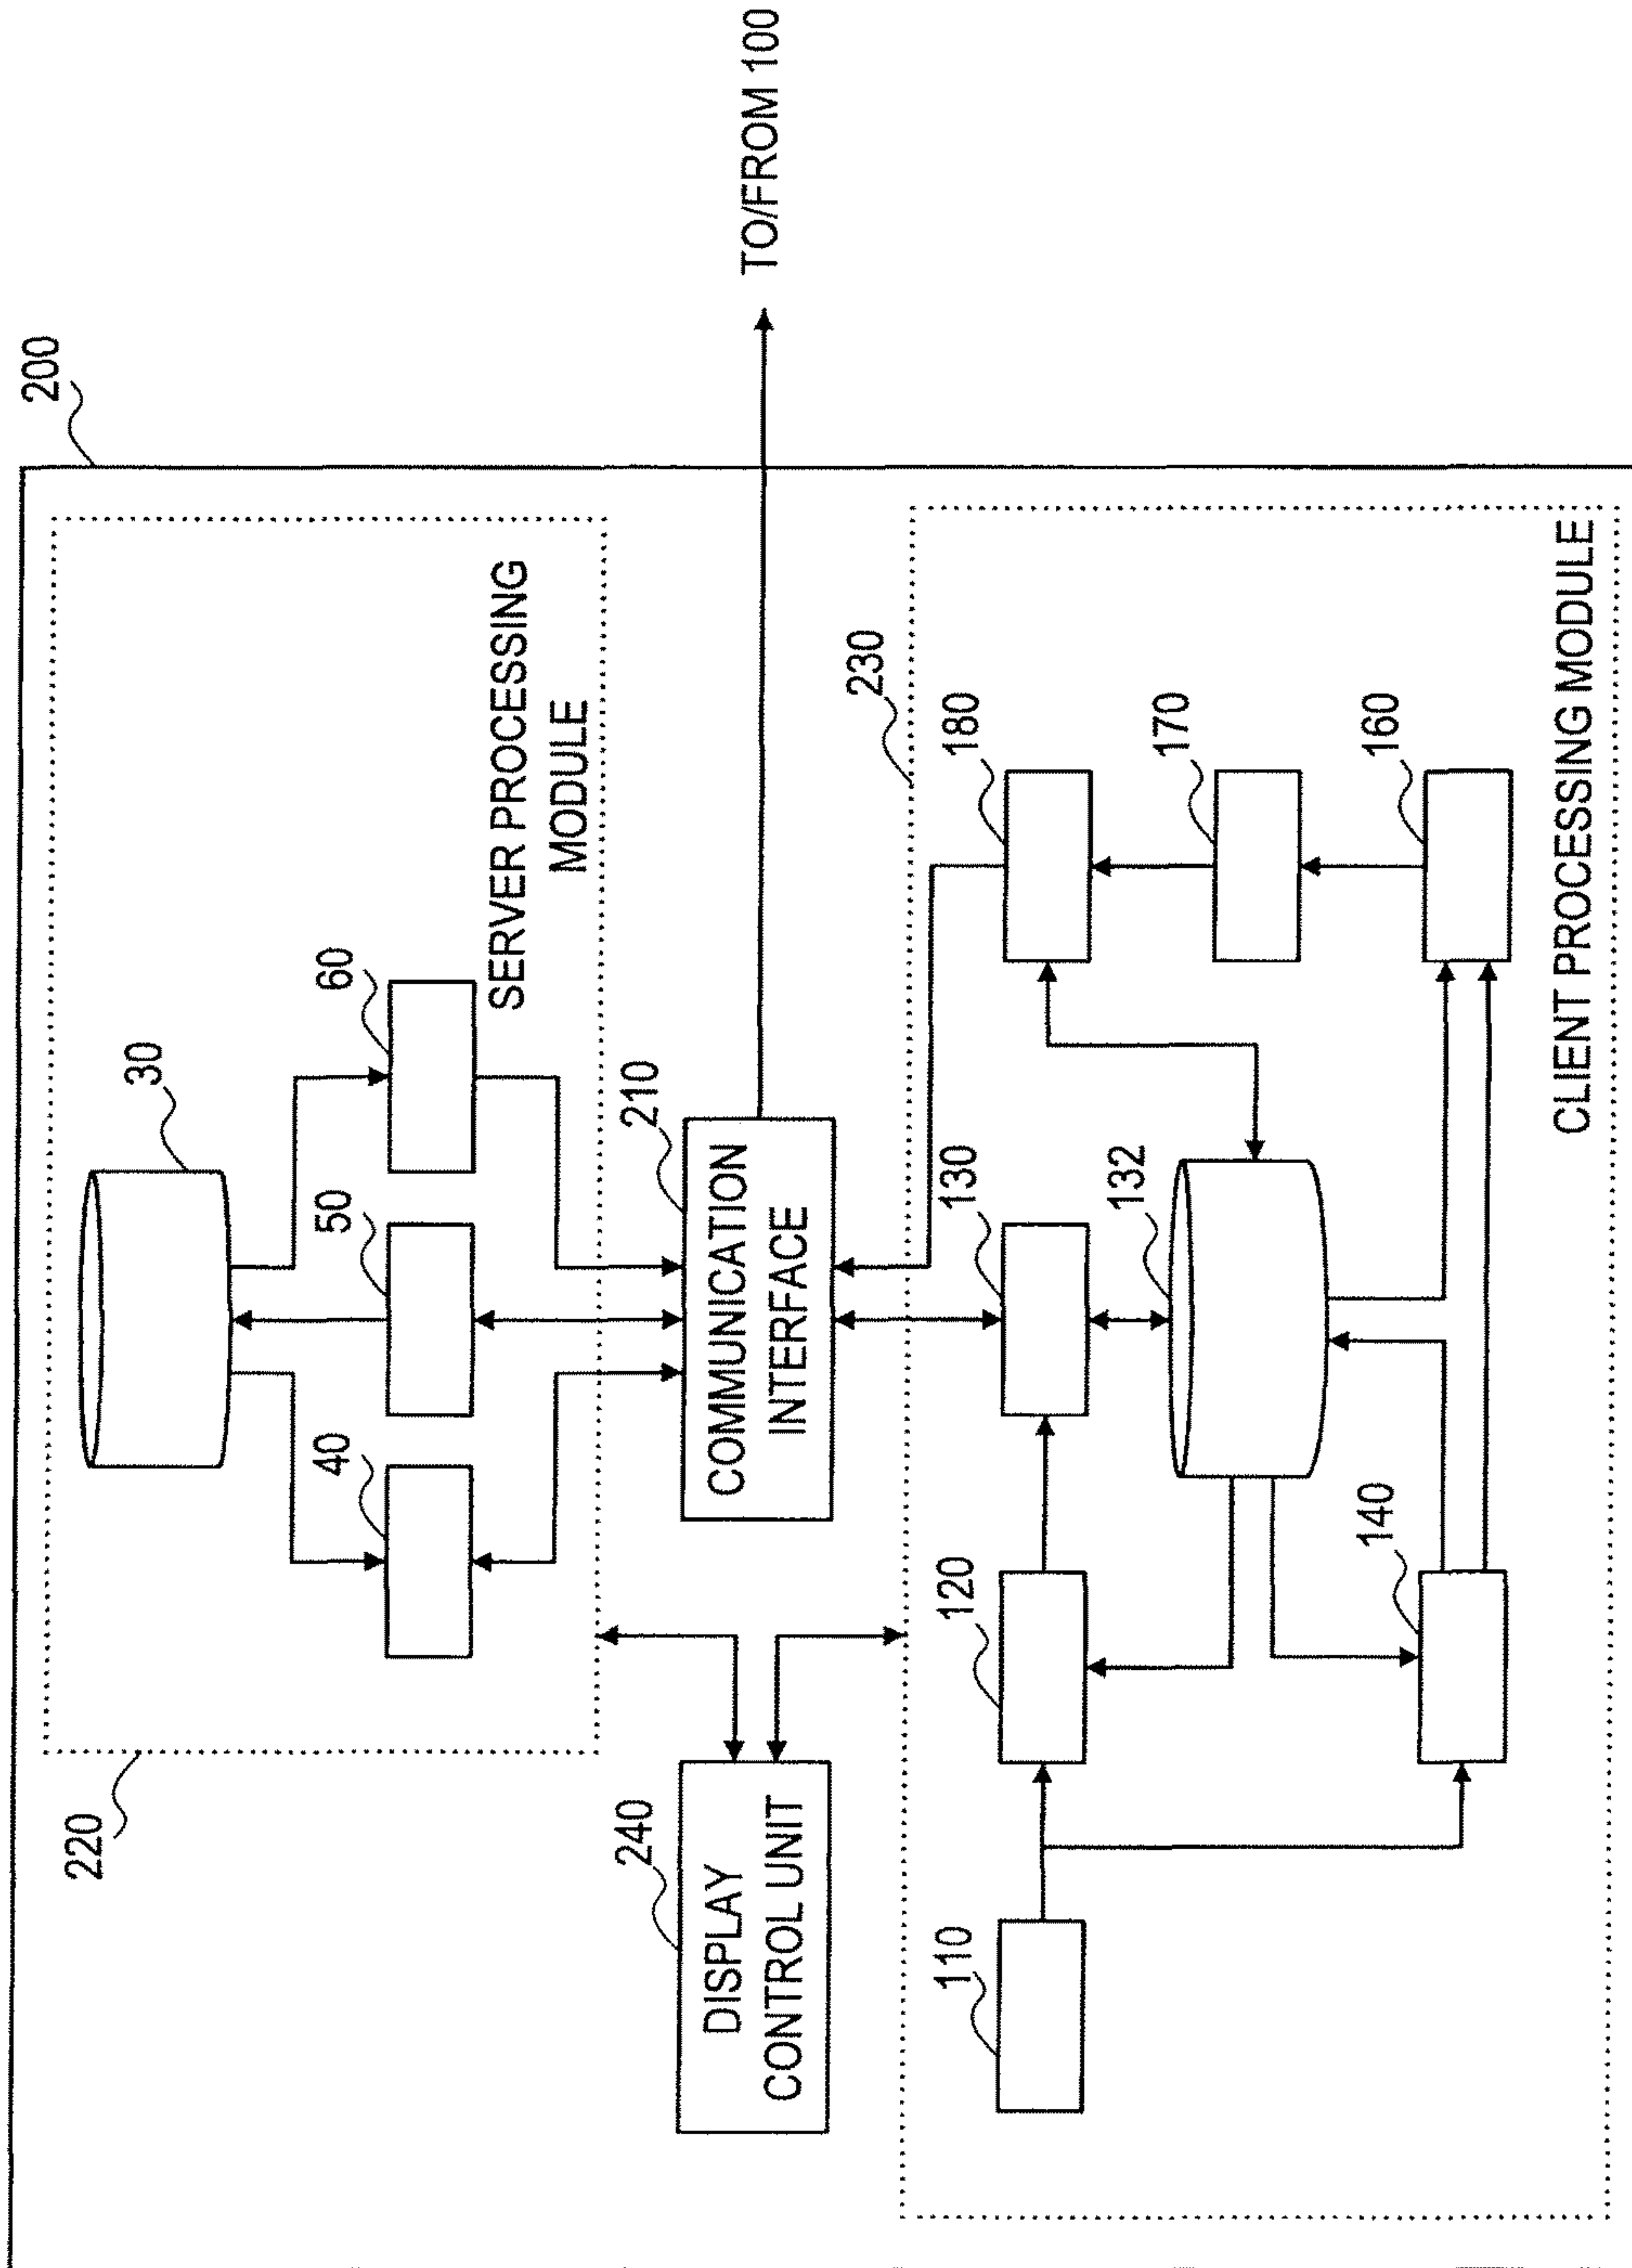 200
220
30
40
50
60
SERVER PROCESSING
MODULE
240
DISPLAY
CONTROL UNIT
210
COMMUNICATION
INTERFACE
TO/FROM 100
230
110
120
130
180
132
170
140
160
CLIENT PROCESSING MODULE